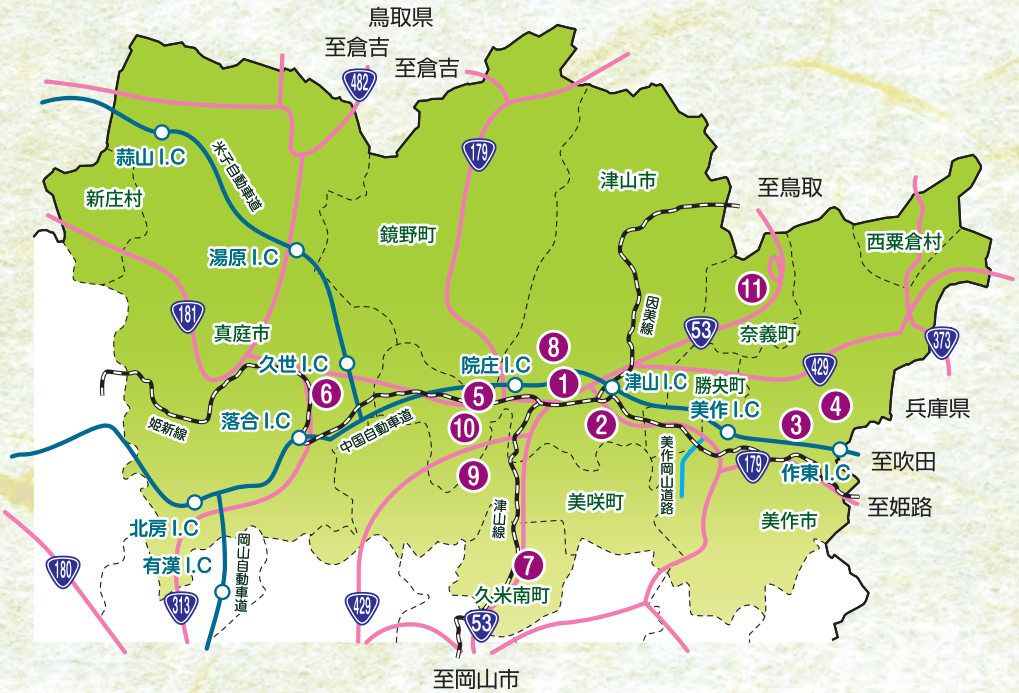 鳥取県
至倉吉
至倉吉
482
179
蒜山 I.C
米子自動車道
津山市
新庄村
至鳥取
鏡野町
西粟倉村
湯原 I.C
11
因美線
181
真庭市
53
奈義町
373
8
久世 I.C
院庄 I.C
429
津山 I.C
勝央町
6
5
1
美作 I.C
4
兵庫県
落合 I.C
姫新線
中国自動車道
10
2
3
至吹田
作東 I.C
179
9
美作岡山道路
美咲町
津山線
至姫路
北房 I.C
美作市
有漢 I.C
岡山自動車道
7
180
久米南町
313
429
53
至岡山市